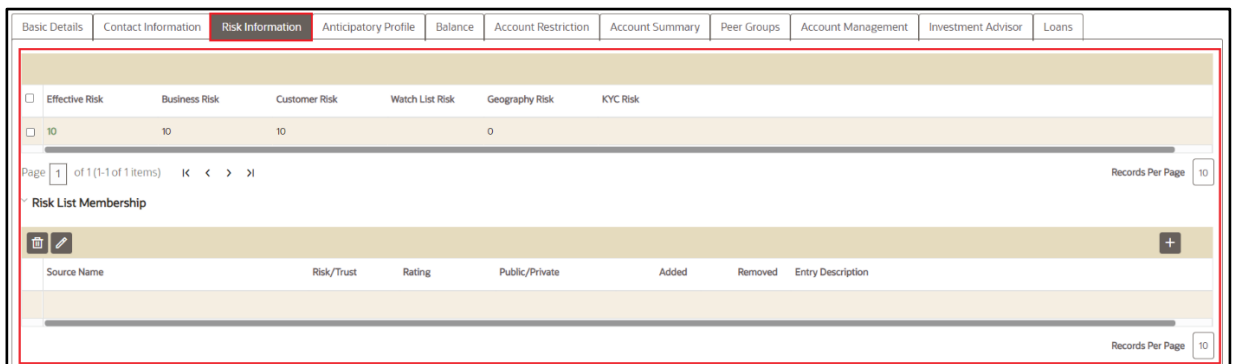 Basic Details Contact Information Risk Information Anticipatory Profile Balance Account Restriction Account Summary Peer Groups Account Management Investment Advisor Loans
Effective Risk Business Risk Customer Risk Watch List Risk Geography Risk KYC Risk
10 10 10 0
Page 1 of 1 (1-1 of 1 items) Records Per Page 10
Risk List Membership
Source Name Risk/Trust Rating Public/Private Added Removed Entry Description
Records Per Page 10